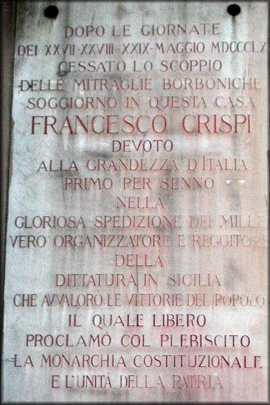 DOPO LE GIORNATE
DEI XXVII-XXVIII-XXIX-MAGGIO MDCCCLX
CESSATO LO SCOPPIO
DELLE MITRAGLIE BORBONICHE
SOGGIORNO IN QUESTA CASA
FRANCESCO CRISPI
DEVOTO
ALLA GRANDEZZA D'ITALIA
PRIMO PER SENNO
NELLA
GLORIOSA SPEDIZIONE DEI MILLE
VERO ORGANIZZATORE E REGGITORE
DELLA
DITTATURA IN SICILIA
CHE AVVALORO LE VITTORIE DEL POPOLO
IL QUALE LIBERO
PROCLAMÒ COL PLEBISCITO
LA MONARCHIA COSTITUZIONALE
E L'UNITÀ DELLA PATRIA